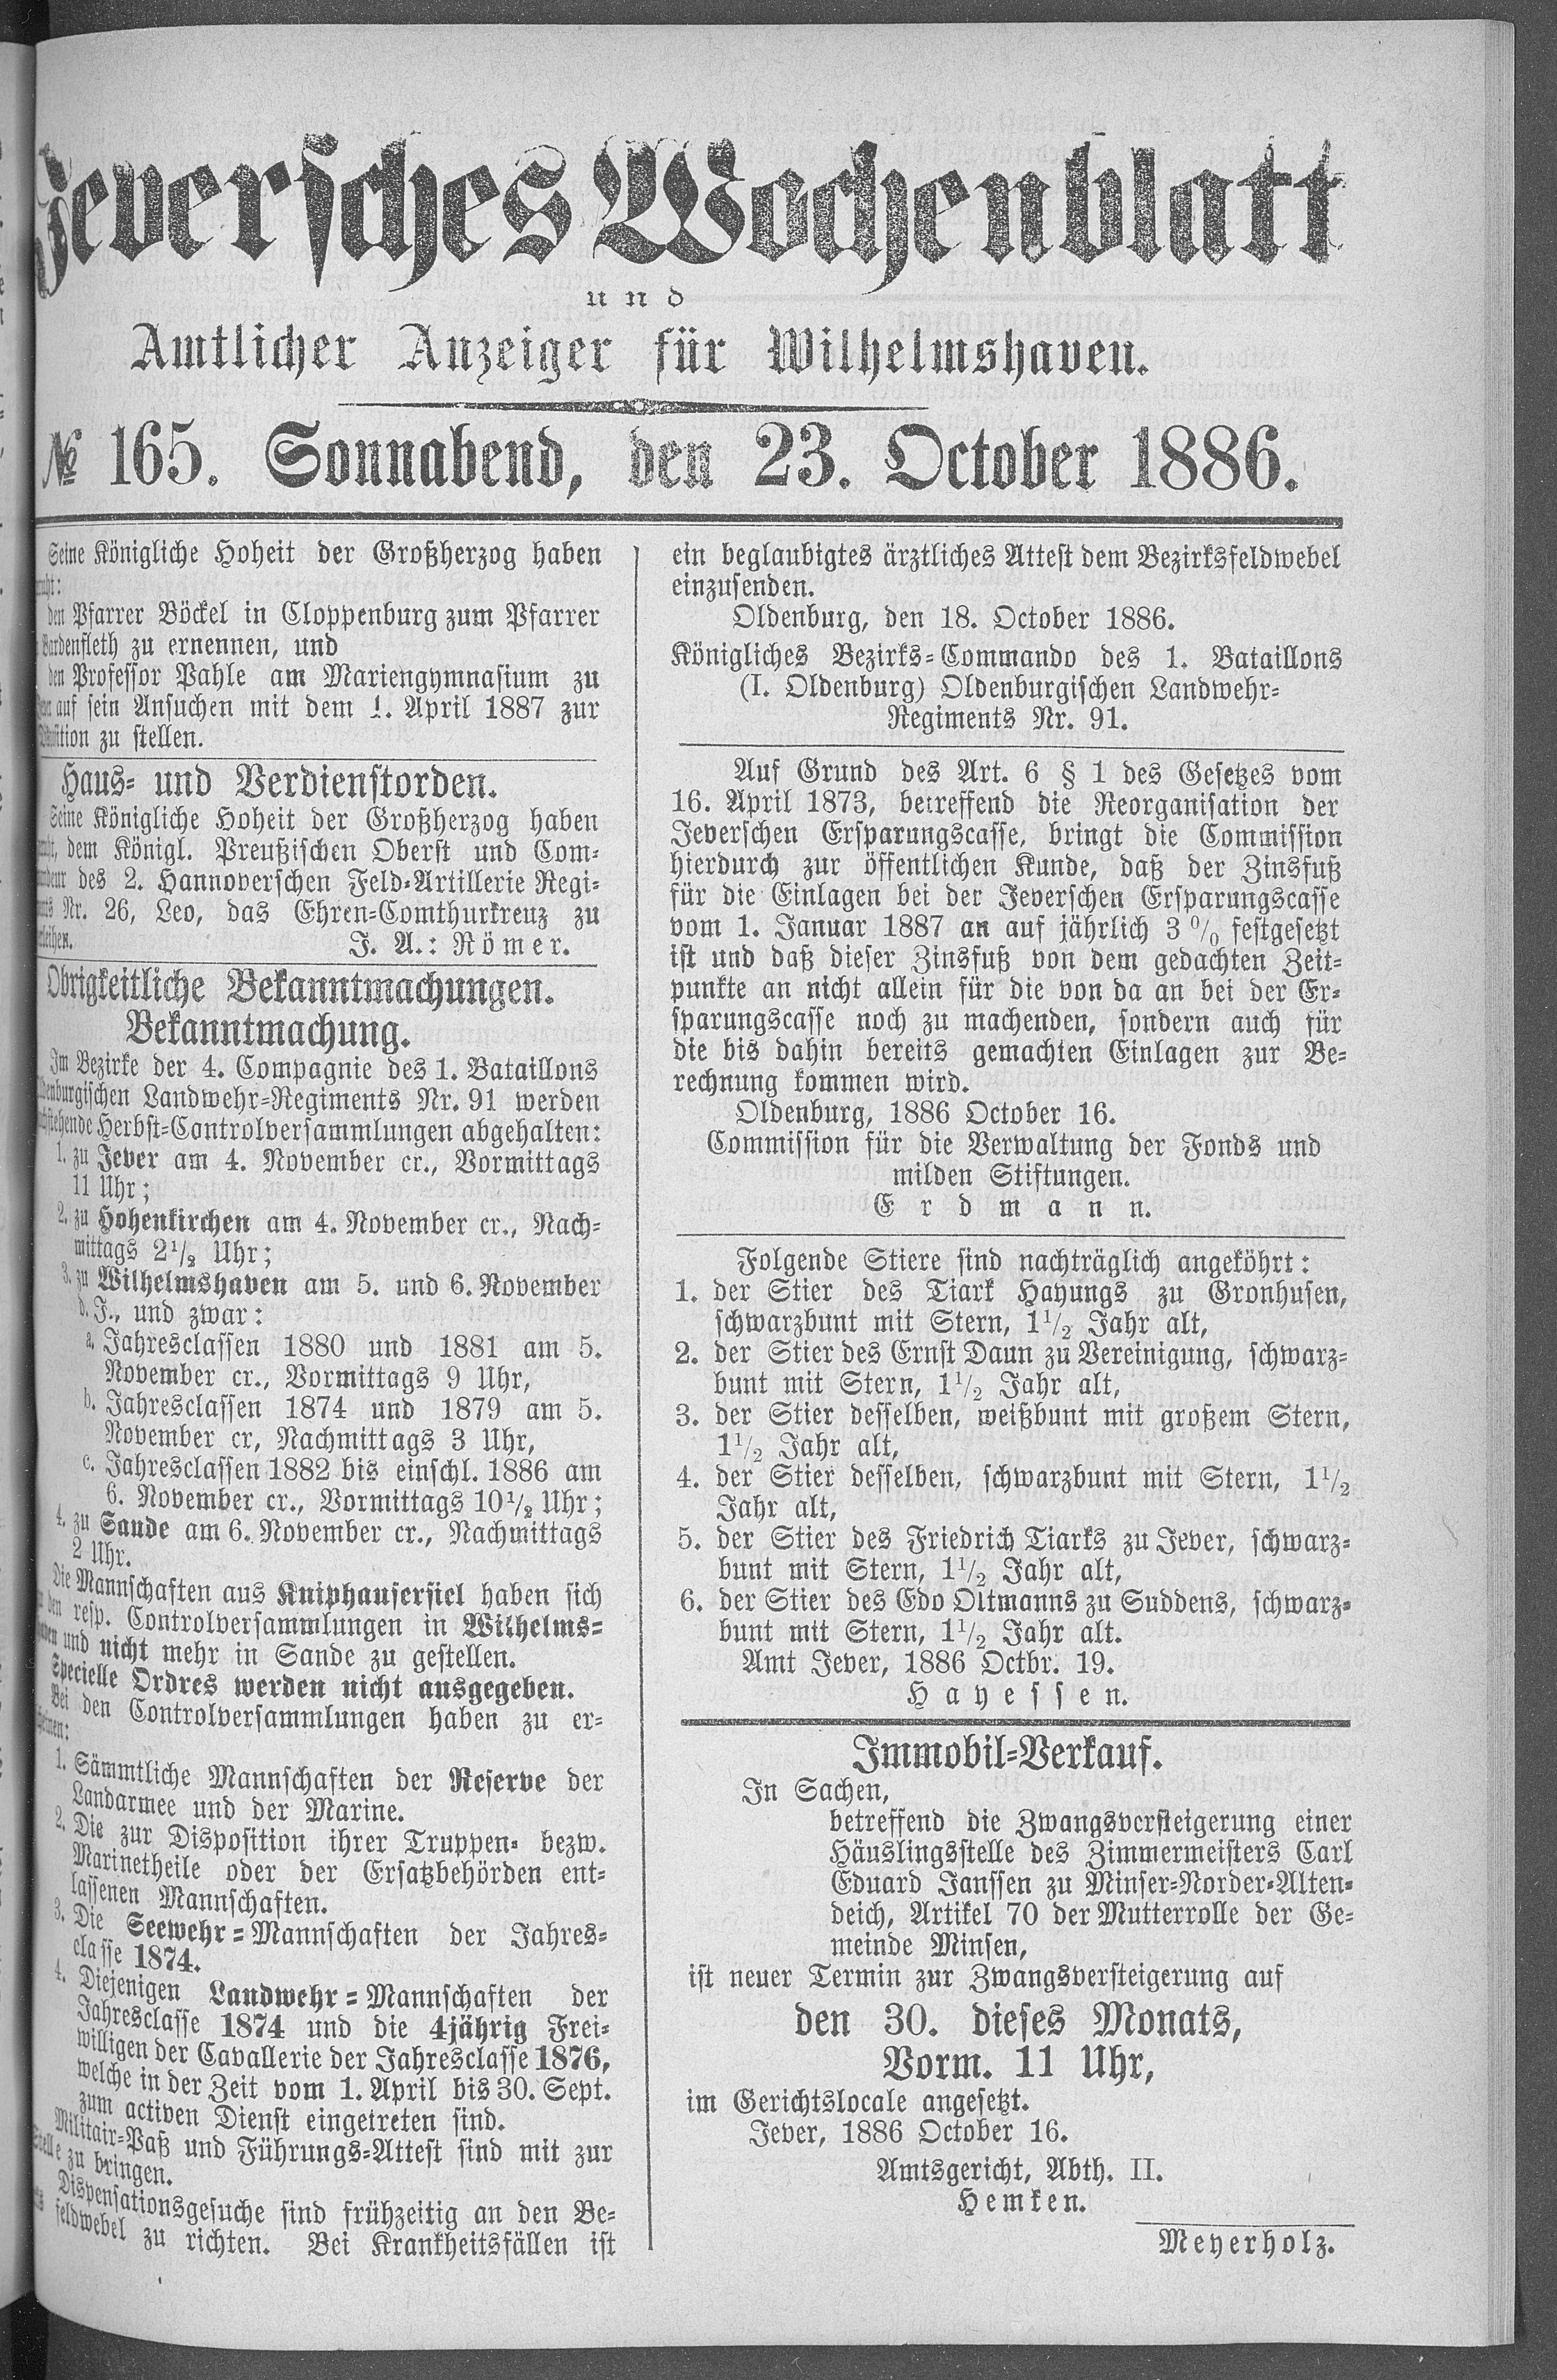 Jeversches Wochenblatt
und
Amtlicher Anzeiger für Wilhelmshaven.
№ 165. Sonnabend, den 23. October 1886.
Seine Königliche Hoheit der Großherzog haben
den Pfarrer Böckel in Cloppenburg zum Pfarrer
Bardenfleth zu ernennen, und
den Professor Pahle am Mariengymnasium zu
auf sein Ansuchen mit dem 1. April 1887 zur
zu stellen.
Haus- und Verdienstorden.
Seine Königliche Hoheit der Großherzog haben
dem Königl. Preußischen Oberst und Com-
des 2. Hannoverschen Feld-Artillerie Regi-
Nr. 26, Leo, das Ehren-Comthurkreuz zu
J. A.: Römer.
Obrigkeitliche Bekanntmachungen.
Bekanntmachung.
Im Bezirke der 4. Compagnie des 1. Bataillons
Landwehr-Regiments Nr. 91 werden
Herbst-Controlversammlungen abgehalten:
1. zu Jever am 4. November cr., Vormittags
11 Uhr;
2. zu Hohenkirchen am 4. November cr., Nach-
mittags 2½ Uhr;
3. zu Wilhelmshaven am 5. und 6. November
d. J., und zwar:
a. Jahresclassen 1880 und 1881 am 5.
November cr., Vormittags 9 Uhr,
b. Jahresclassen 1874 und 1879 am 5.
November cr, Nachmittags 3 Uhr,
c. Jahresclassen 1882 bis einschl. 1886 am
6. November cr., Vormittags 10½ Uhr;
4. zu Sande am 6. November cr., Nachmittags
2 Uhr.
Die Mannschaften aus Kniphausersiel haben sich
den resp. Controlversammlungen in Wilhelms-
und nicht mehr in Sande zu gestellen.
Specielle Ordres werden nicht ausgegeben.
Bei den Controlversammlungen haben zu er-
1. Sämmtliche Mannschaften der Reserve der
Landarmee und der Marine.
2. Die zur Disposition ihrer Truppen- bezw.
Marinetheile oder der Ersatzbehörden ent-
lassenen Mannschaften.
3. Die Seewehr-Mannschaften der Jahres-
classe 1874.
4. Diejenigen Landwehr-Mannschaften der
Jahresclasse 1874 und die 4jährig Frei-
willigen der Cavallerie der Jahresclasse 1876,
welche in der Zeit vom 1. April bis 30. Sept.
zum activen Dienst eingetreten sind.
Militair-Paß und Führungs-Attest sind mit zur
Stelle zu bringen.
Dispensationsgesuche sind frühzeitig an den Be-
feldwebel zu richten. Bei Krankheitsfällen ist
ein beglaubigtes ärztliches Attest dem Bezirksfeldwebel
einzusenden.
Oldenburg, den 18. October 1886.
Königliches Bezirks-Commando des 1. Bataillons
(I. Oldenburg) Oldenburgischen Landwehr-
Regiments Nr. 91.
Auf Grund des Art. 6 § 1 des Gesetzes vom
16. April 1873, betreffend die Reorganisation der
Jeverschen Ersparungscasse, bringt die Commission
hierdurch zur öffentlichen Kunde, daß der Zinsfuß
für die Einlagen bei der Jeverschen Ersparungscasse
vom 1. Januar 1887 an auf jährlich 3 % festgesetzt
ist und daß dieser Zinsfuß von dem gedachten Zeit-
punkte an nicht allein für die von da an bei der Er-
sparungscasse noch zu machenden, sondern auch für
die bis dahin bereits gemachten Einlagen zur Be-
rechnung kommen wird.
Oldenburg, 1886 October 16.
Commission für die Verwaltung der Fonds und
milden Stiftungen.
Erdmann.
Folgende Stiere sind nachträglich angeköhrt:
1. der Stier des Tiark Hayungs zu Gronhusen,
schwarzbunt mit Stern, 1½ Jahr alt,
2. der Stier des Ernst Daun zu Vereinigung, schwarz-
bunt mit Stern, 1½ Jahr alt,
3. der Stier desselben, weißbunt mit großem Stern,
1½ Jahr alt,
4. der Stier desselben, schwarzbunt mit Stern, 1½
Jahr alt,
5. der Stier des Friedrich Tiarks zu Jever, schwarz-
bunt mit Stern, 1½ Jahr alt,
6. der Stier des Edo Oltmanns zu Suddens, schwarz-
bunt mit Stern, 1½ Jahr alt.
Amt Jever, 1886 Octbr. 19.
Hayessen.
Immobil-Verkauf.
In Sachen,
betreffend die Zwangsversteigerung einer
Häuslingsstelle des Zimmermeisters Carl
Eduard Janssen zu Minser-Norder-Alten-
deich, Artikel 70 der Mutterrolle der Ge-
meinde Minsen,
ist neuer Termin zur Zwangsversteigerung auf
den 30. dieses Monats,
Vorm. 11 Uhr,
im Gerichtslocale angesetzt.
Jever, 1886 October 16.
Amtsgericht, Abth. II.
Hemken.
Meyerholz.